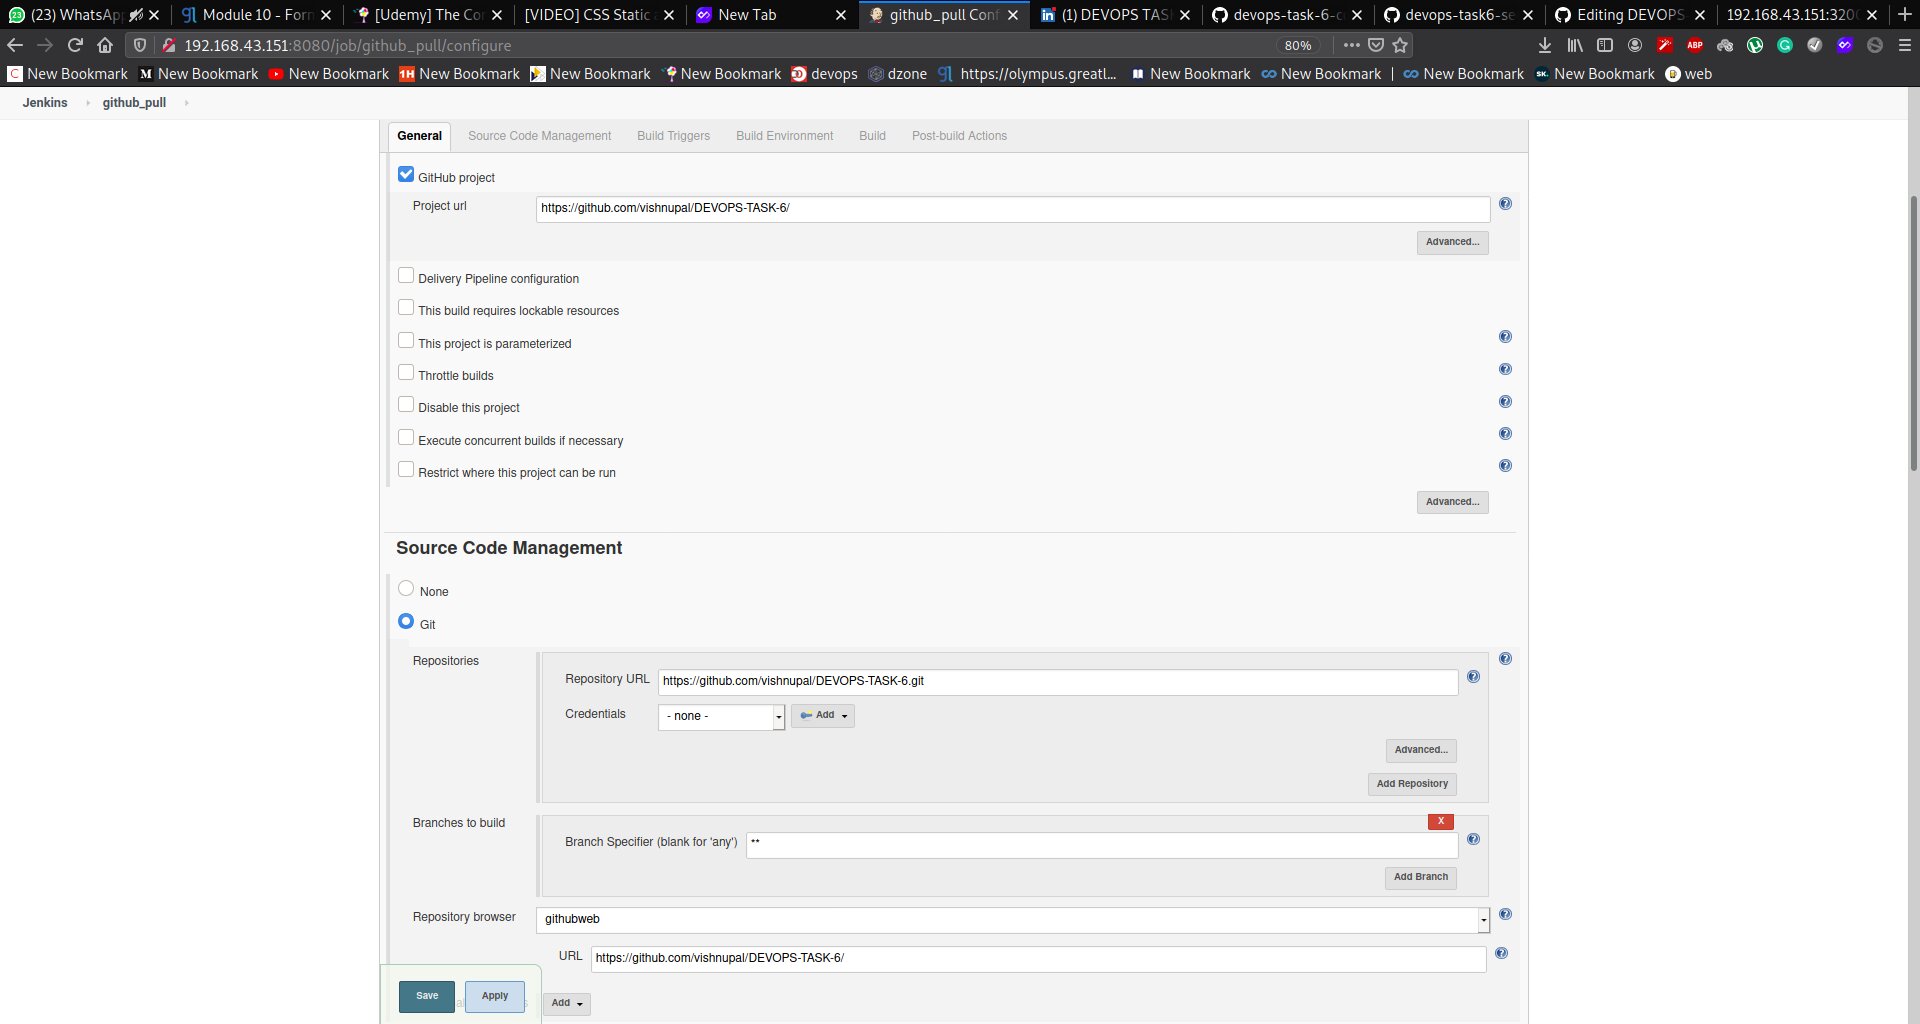 (23) WhatsApp
Module 10 - Forn
[Udemy] The Con
[VIDEO] CSS Static a
New Tab
github_pull Conf
(1) DEVOPS TAS
devops-task-6-c
devops-task6-se
Editing DEVOPS
192.168.43.151:320
192.168.43.151:8080/job/github_pull/configure
80%
New Bookmark
New Bookmark
New Bookmark
New Bookmark
New Bookmark
New Bookmark
devops
dzone
https://olympus.greatl...
New Bookmark
New Bookmark
New Bookmark
New Bookmark
web
Jenkins
github_pull
General
Source Code Management
Build Triggers
Build Environment
Build
Post-build Actions
GitHub project
Project url
https://github.com/vishnupal/DEVOPS-TASK-6/
Advanced...
Delivery Pipeline configuration
This build requires lockable resources
This project is parameterized
Throttle builds
Disable this project
Execute concurrent builds if necessary
Restrict where this project can be run
Advanced...
Source Code Management
None
Git
Repositories
Repository URL
https://github.com/vishnupal/DEVOPS-TASK-6.git
Credentials
- none -
Add
Advanced...
Add Repository
Branches to build
X
Branch Specifier (blank for 'any')
**
Add Branch
Repository browser
githubweb
URL
https://github.com/vishnupal/DEVOPS-TASK-6/
Save
Apply
Add